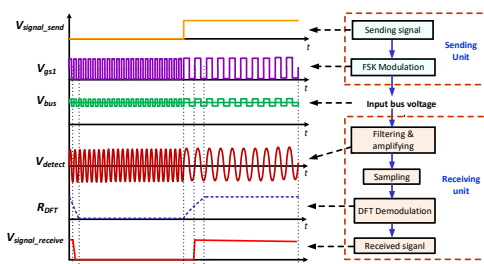 V_signal_send
t
Sending signal
Sending
Unit
V_gs1
t
FSK Modulation
V_bus
t
Input bus voltage
Filtering &
amplifying
V_detect
t
Sampling
Receiving
unit
R_DFT
t
DFT Demodulation
V_signal_receive
t
Received siganl